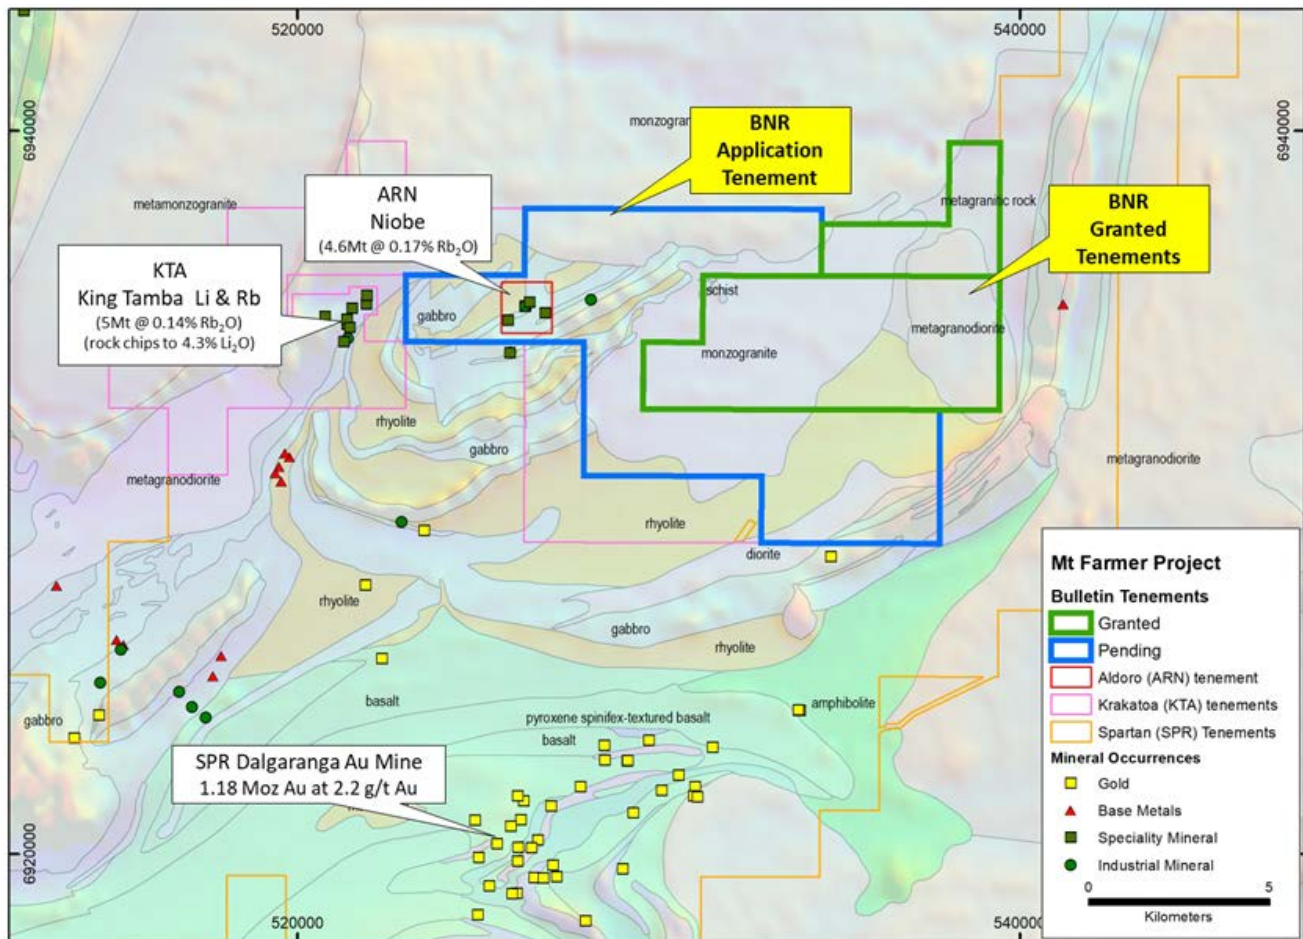 520000
540000
6940000
6940000
monzogran
BNR
Application
Tenement
ARN
Niobe
(4.6Mt @ 0.17% Rb₂O)
metamonzogranite
metagranitic rock
BNR
Granted
Tenements
KTA
King Tamba Li & Rb
(5Mt @ 0.14% Rb₂O)
(rock chips to 4.3% Li₂O)
schist
gabbro
metagranodiorite
monzogranite
rhyolite
gabbro
metagranodiorite
metagranodiorite
rhyolite
diorite
rhyolite
gabbro
rhyolite
basalt
amphibolite
gabbro
pyroxene spinifex-textured basalt
basalt
SPR Dalgaranga Au Mine
1.18 Moz Au at 2.2 g/t Au
6920000
520000
540000
Mt Farmer Project
Bulletin Tenements
Granted
Pending
Aldoro (ARN) tenement
Krakatoa (KTA) tenements
Spartan (SPR) Tenements
Mineral Occurrences
Gold
Base Metals
Speciality Mineral
Industrial Mineral
0
5
Kilometers